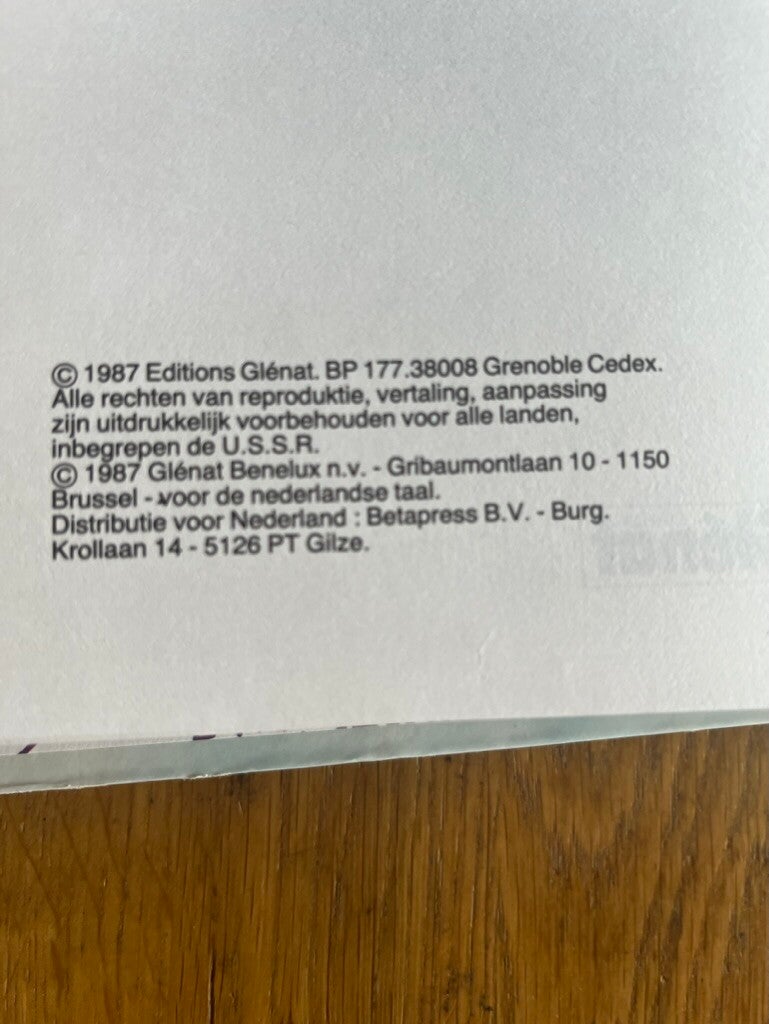 © 1987 Editions Glénat. BP 177.38008 Grenoble Cedex.
Alle rechten van reproduktie, vertaling, aanpassing
zijn uitdrukkelijk voorbehouden voor alle landen,
inbegrepen de U.S.S.R.
© 1987 Glénat Benelux n.v. - Gribaumontlaan 10 - 1150
Brussel - voor de nederlandse taal.
Distributie voor Nederland : Betapress B.V. - Burg.
Krollaan 14 - 5126 PT Gilze.